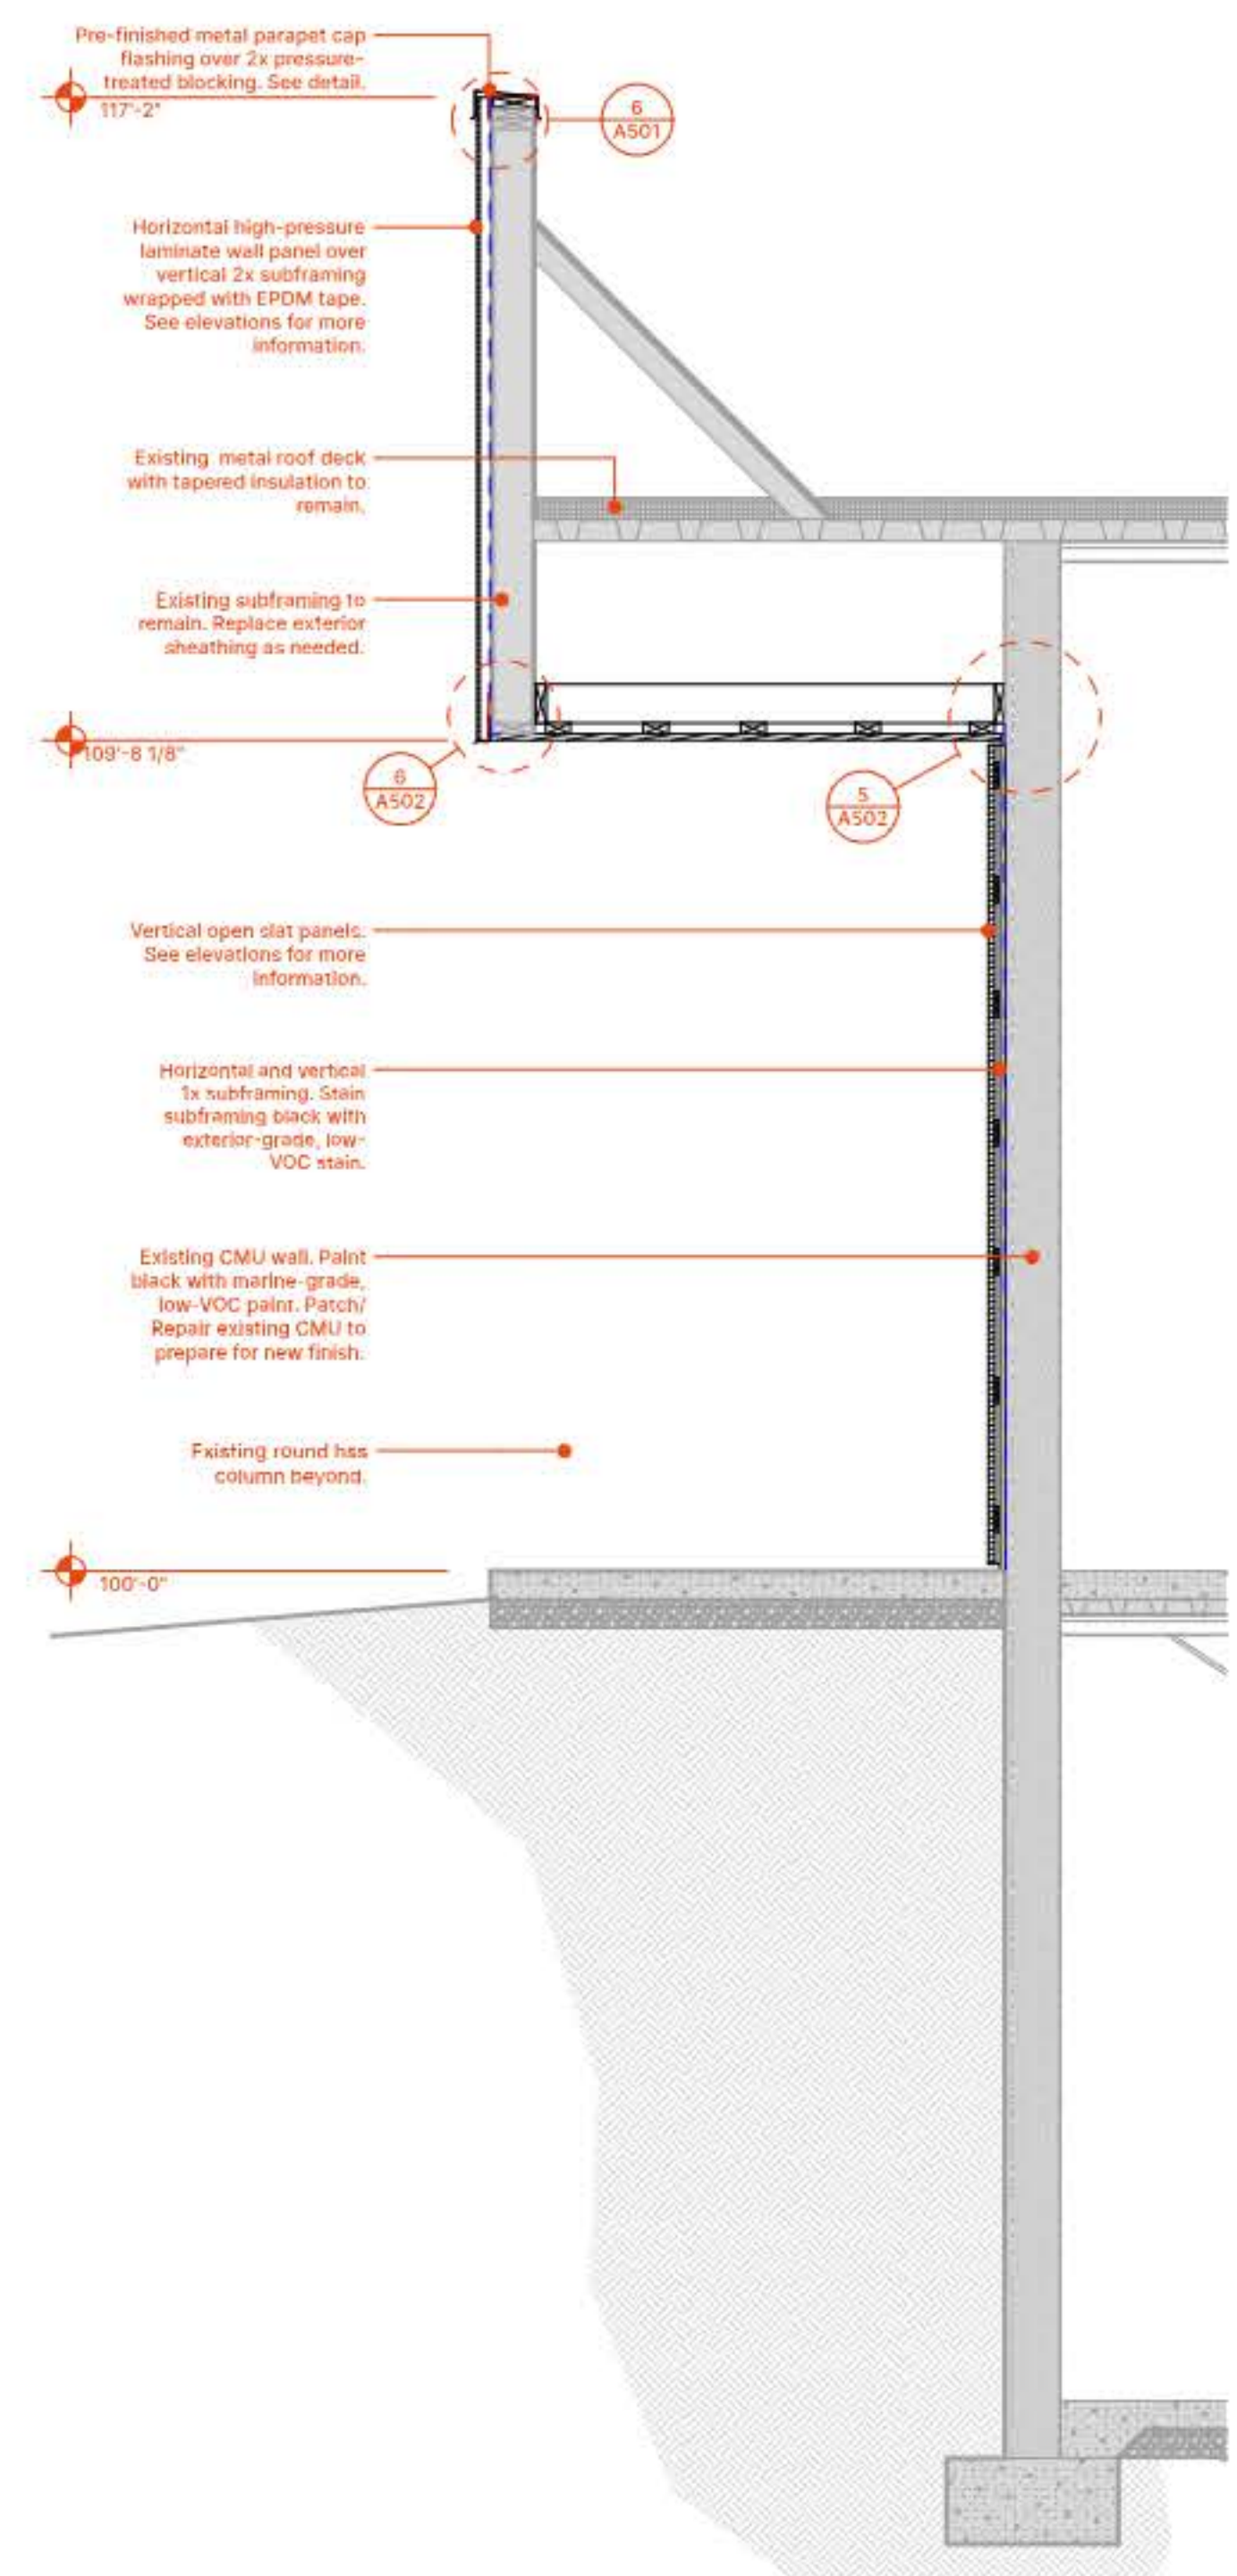 Pre-finished metal parapet cap
flashing over 2x pressure-
treated blocking. See detail.
117'-2"
6
A501
Horizontal high-pressure
laminate wall panel over
vertical 2x subframing
wrapped with EPDM tape.
See elevations for more
information.
Existing metal roof deck
with tapered insulation to
remain.
Existing subframing to
remain. Replace exterior
sheathing as needed.
109'-8 1/8"
6
A502
5
A502
Vertical open slat panels.
See elevations for more
information.
Horizontal and vertical
1x subframing. Stain
subframing black with
exterior-grade, low-
VOC stain.
Existing CMU wall. Paint
black with marine-grade,
low-VOC paint. Patch/
Repair existing CMU to
prepare for new finish.
Existing round hss
column beyond.
100'-0"